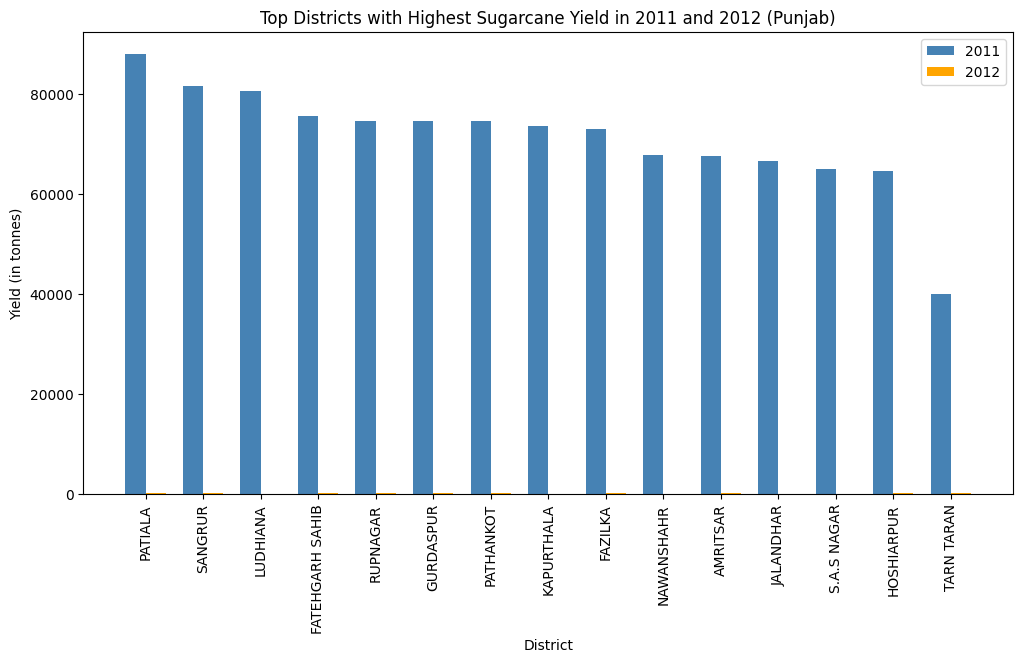 Top Districts with Highest Sugarcane Yield in 2011 and 2012 (Punjab)
2011
2012
Yield (in tonnes)
80000
60000
40000
20000
0
PATIALA
SANGRUR
LUDHIANA
FATEHGARH SAHIB
RUPNAGAR
GURDASPUR
PATHANKOT
KAPURTHALA
FAZILKA
NAWANSHAHR
AMRITSAR
JALANDHAR
S.A.S NAGAR
HOSHIARPUR
TARN TARAN
District